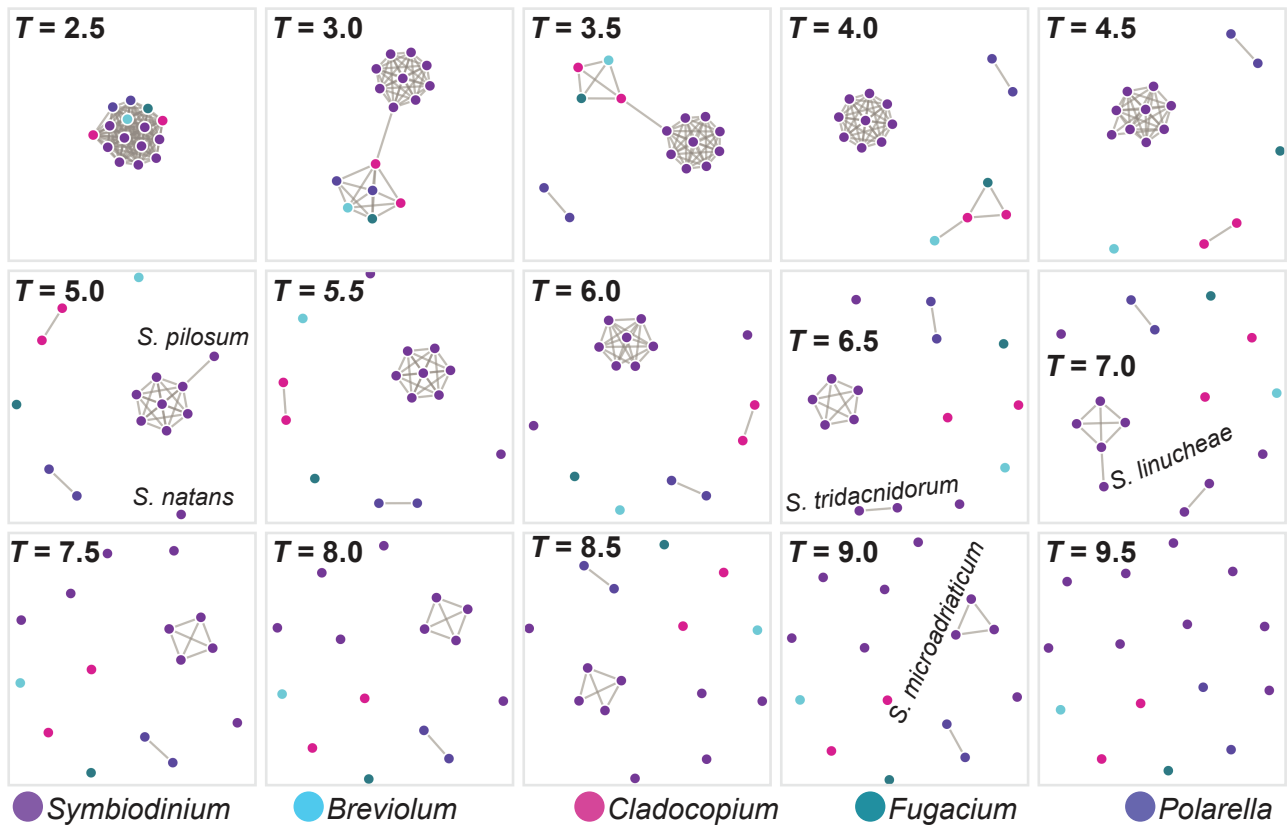 T = 2.5
T = 3.0
T = 3.5
T = 4.0
T = 4.5
T = 5.0
S. pilosum
S. natans
T = 5.5
T = 6.0
T = 6.5
S. tridacnidorum
T = 7.0
S. linucheae
T = 7.5
T = 8.0
T = 8.5
T = 9.0
S. microadriaticum
T = 9.5
Symbiodinium
Breviolum
Cladocopium
Fugacium
Polarella